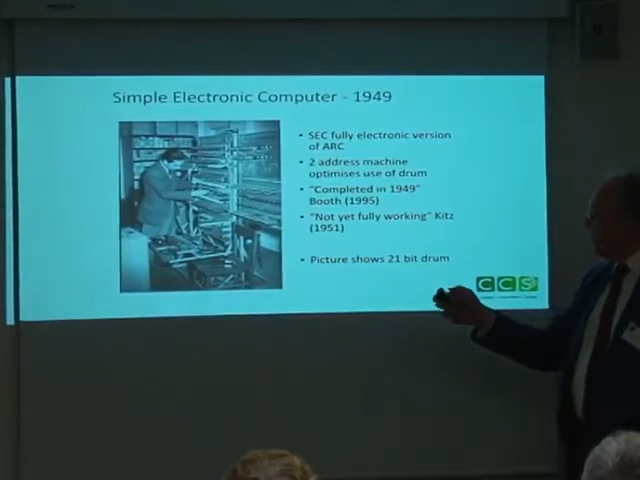 Simple Electronic Computer - 1949
• SEC fully electronic version
of ARC
• 2 address machine
optimises use of drum
• "Completed in 1949"
Booth (1995)
• "Not yet fully working" Kitz
(1951)
• Picture shows 21 bit drum
CCS